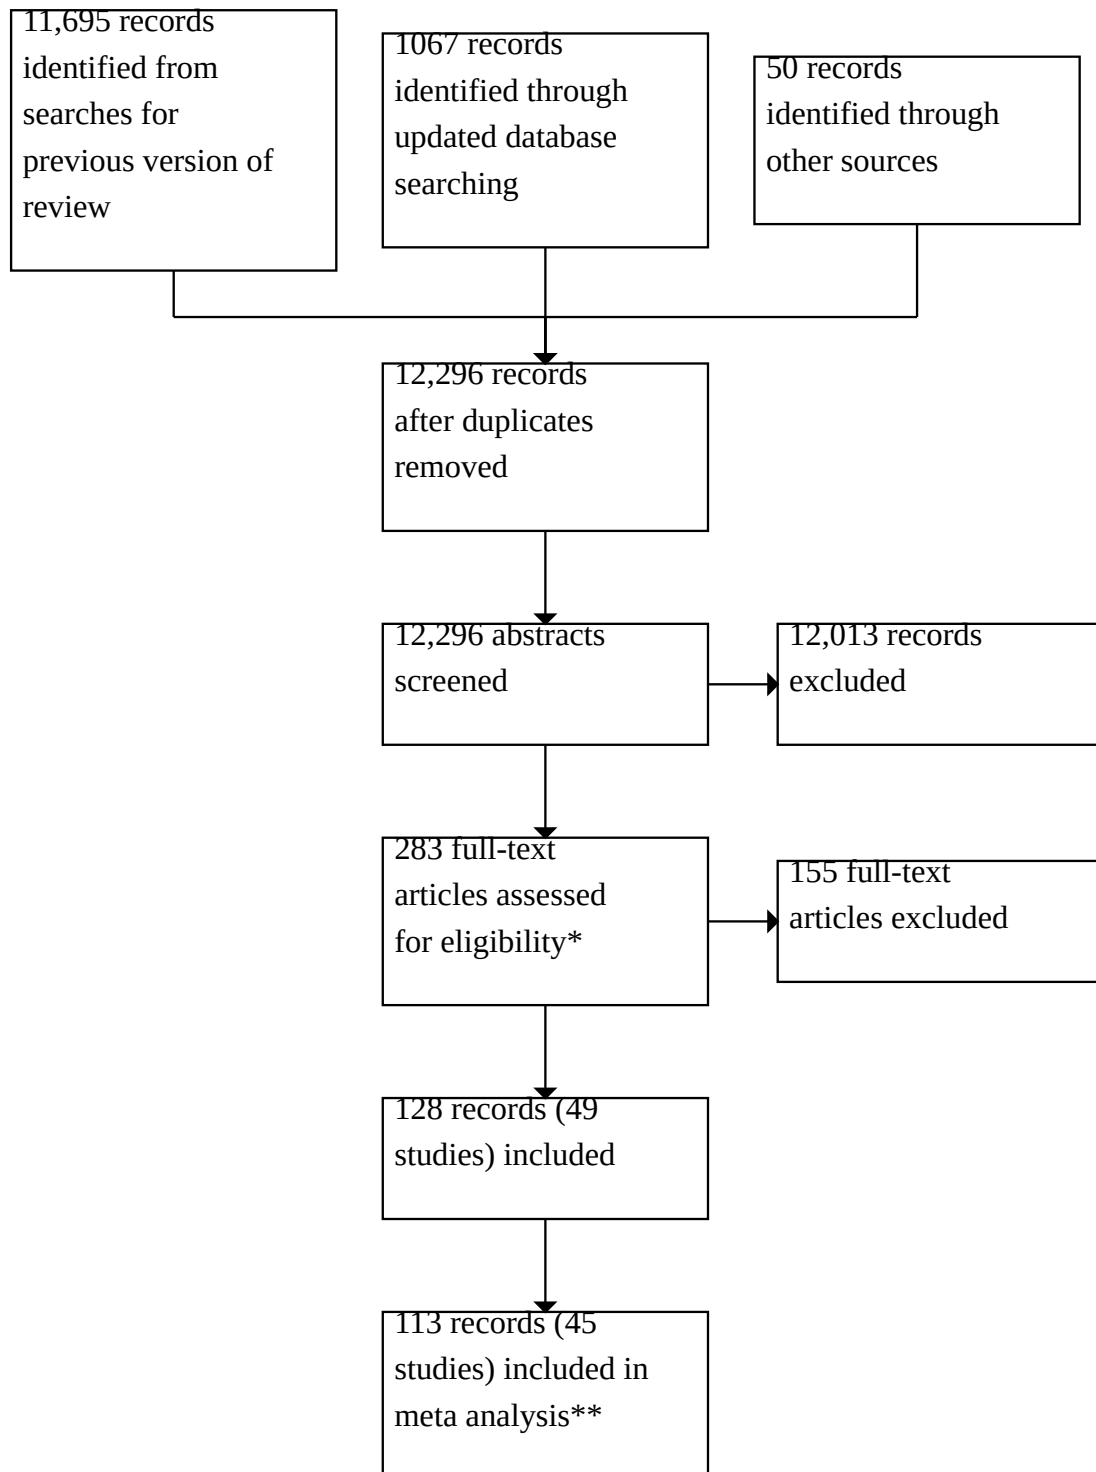 11,695 records
identified from
searches for
previous version of
review
1067 records
identified through
updated database
searching
50 records
identified through
other sources
12,296 records
after duplicates
removed
12,296 abstracts
screened
12,013 records
excluded
283 full-text
articles assessed
for eligibility*
155 full-text
articles excluded
128 records (49
studies) included
113 records (45
studies) included in
meta analysis**